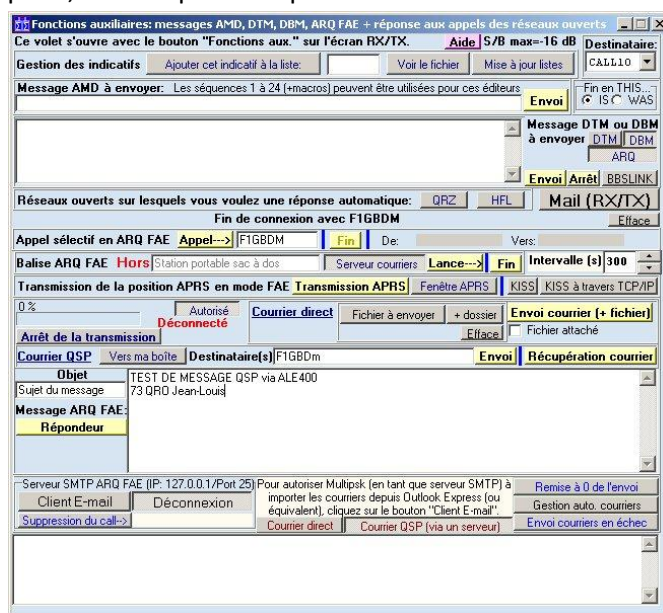 Fonctions auxiliaires: messages AMD, DTM, DBM, ARQ FAE + réponse aux appels des réseaux ouverts
Ce volet s'ouvre avec le bouton "Fonctions aux." sur l'écran RX/TX. Aide S/B max=-16 dB Destinataire:
Gestion des indicatifs Ajouter cet indicatif à la liste: Voir le fichier Mise à jour listes CALL10
Message AMD à envoyer: Les séquences 1 à 24 (+macros) peuvent être utilisées pour ces éditeurs Envoi Fin en THIS... IS WAS
Message DTM ou DBM
à envoyer DTM DBM
ARQ
Envoi Arrêt BBSLINK
Réseaux ouverts sur lesquels vous voulez une réponse automatique: QRZ HFL Mail (RX/TX)
Fin de connexion avec F1GBDM Efface
Appel sélectif en ARQ FAE Appel---> F1GBDM Fin De: Vers:
Balise ARQ FAE Hors Station portable sac à dos Serveur courriers Lance---> Fin Intervalle (s) 300
Transmission de la position APRS en mode FAE Transmission APRS Fenêtre APRS KISS KISS à travers TCP/IP
0 % Autorisé Courrier direct Fichier à envoyer + dossier Envoi courrier (+ fichier)
Déconnecté
Arrêt de la transmission Efface Fichier attaché
Courrier QSP Vers ma boîte Destinataire(s) F1GBDm Envoi Récupération courrier
Objet TEST DE MESSAGE QSP via ALE400
Sujet du message 73 QRO Jean-Louis
Message ARQ FAE:
Répondeur
Serveur SMTP ARQ FAE (IP: 127.0.0.1/Port 25) Pour autoriser Multipsk (en tant que serveur SMTP) à Remise à 0 de l'envoi
Client E-mail Déconnexion importer les courriers depuis Outlook Express (ou Gestion auto. courriers
équivalent), cliquez sur le bouton "Client E-mail".
Suppression du call--> Courrier direct Courrier QSP (via un serveur) Envoi courriers en échec